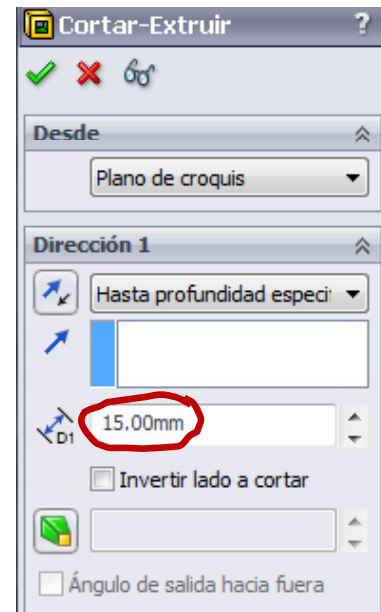 Cortar-Extruir ?
Desde
Plano de croquis
Dirección 1
Hasta profundidad especi
D1 15.00mm
Invertir lado a cortar
Ángulo de salida hacia fuera